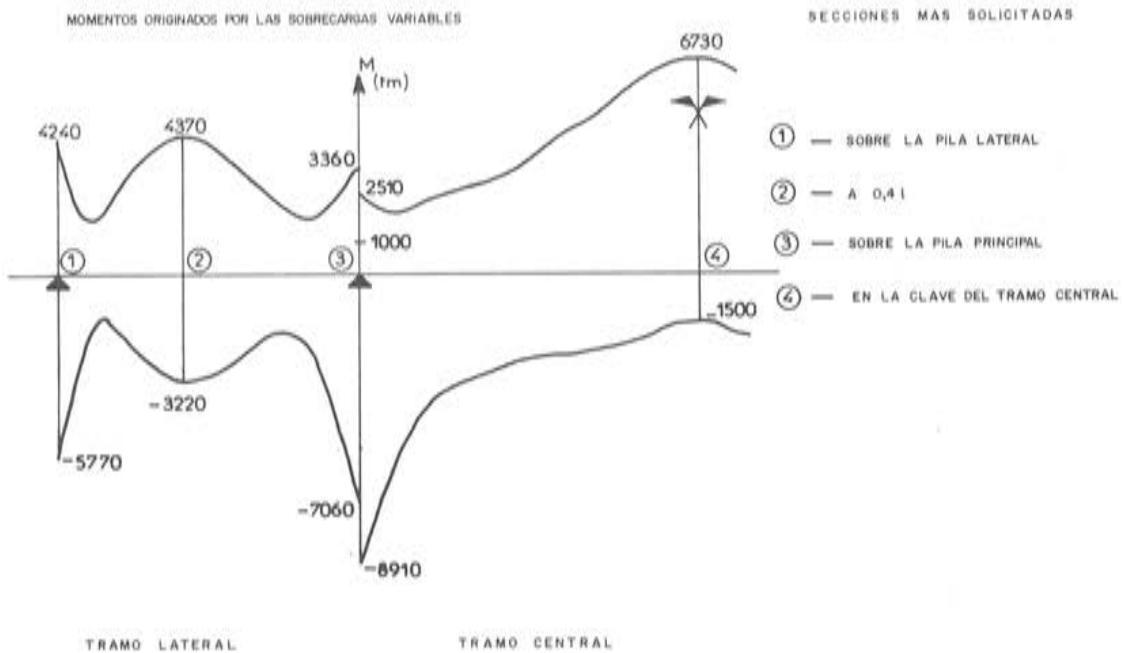 MOMENTOS ORIGINADOS POR LAS SOBRECARGAS VARIABLES
SECCIONES MAS SOLICITADAS
M
(tm)
6730
4240
4370
3360
2510
-1000
1
2
3
4
-1500
-3220
-5770
-7060
-8910
1 — SOBRE LA PILA LATERAL
2 — A 0,4 l
3 — SOBRE LA PILA PRINCIPAL
4 — EN LA CLAVE DEL TRAMO CENTRAL
TRAMO LATERAL
TRAMO CENTRAL